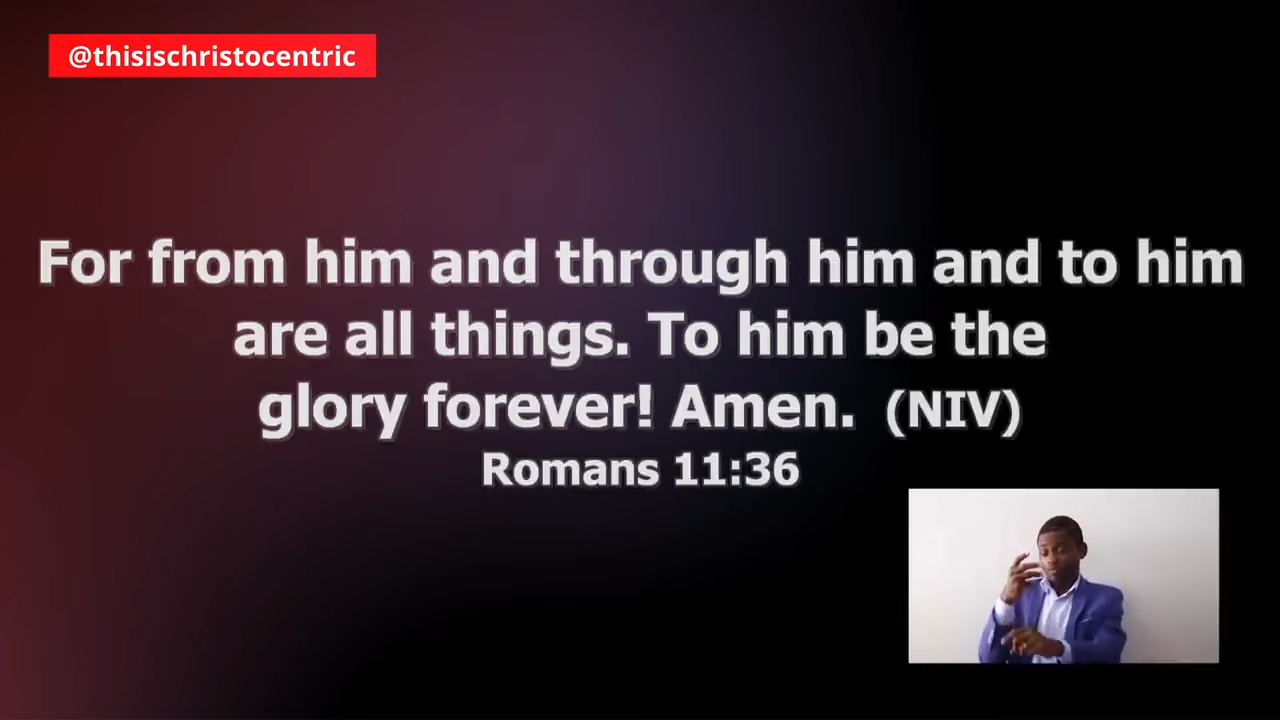 @thisischristocentric
For from him and through him and to him
are all things. To him be the
glory forever! Amen. (NIV)
Romans 11:36